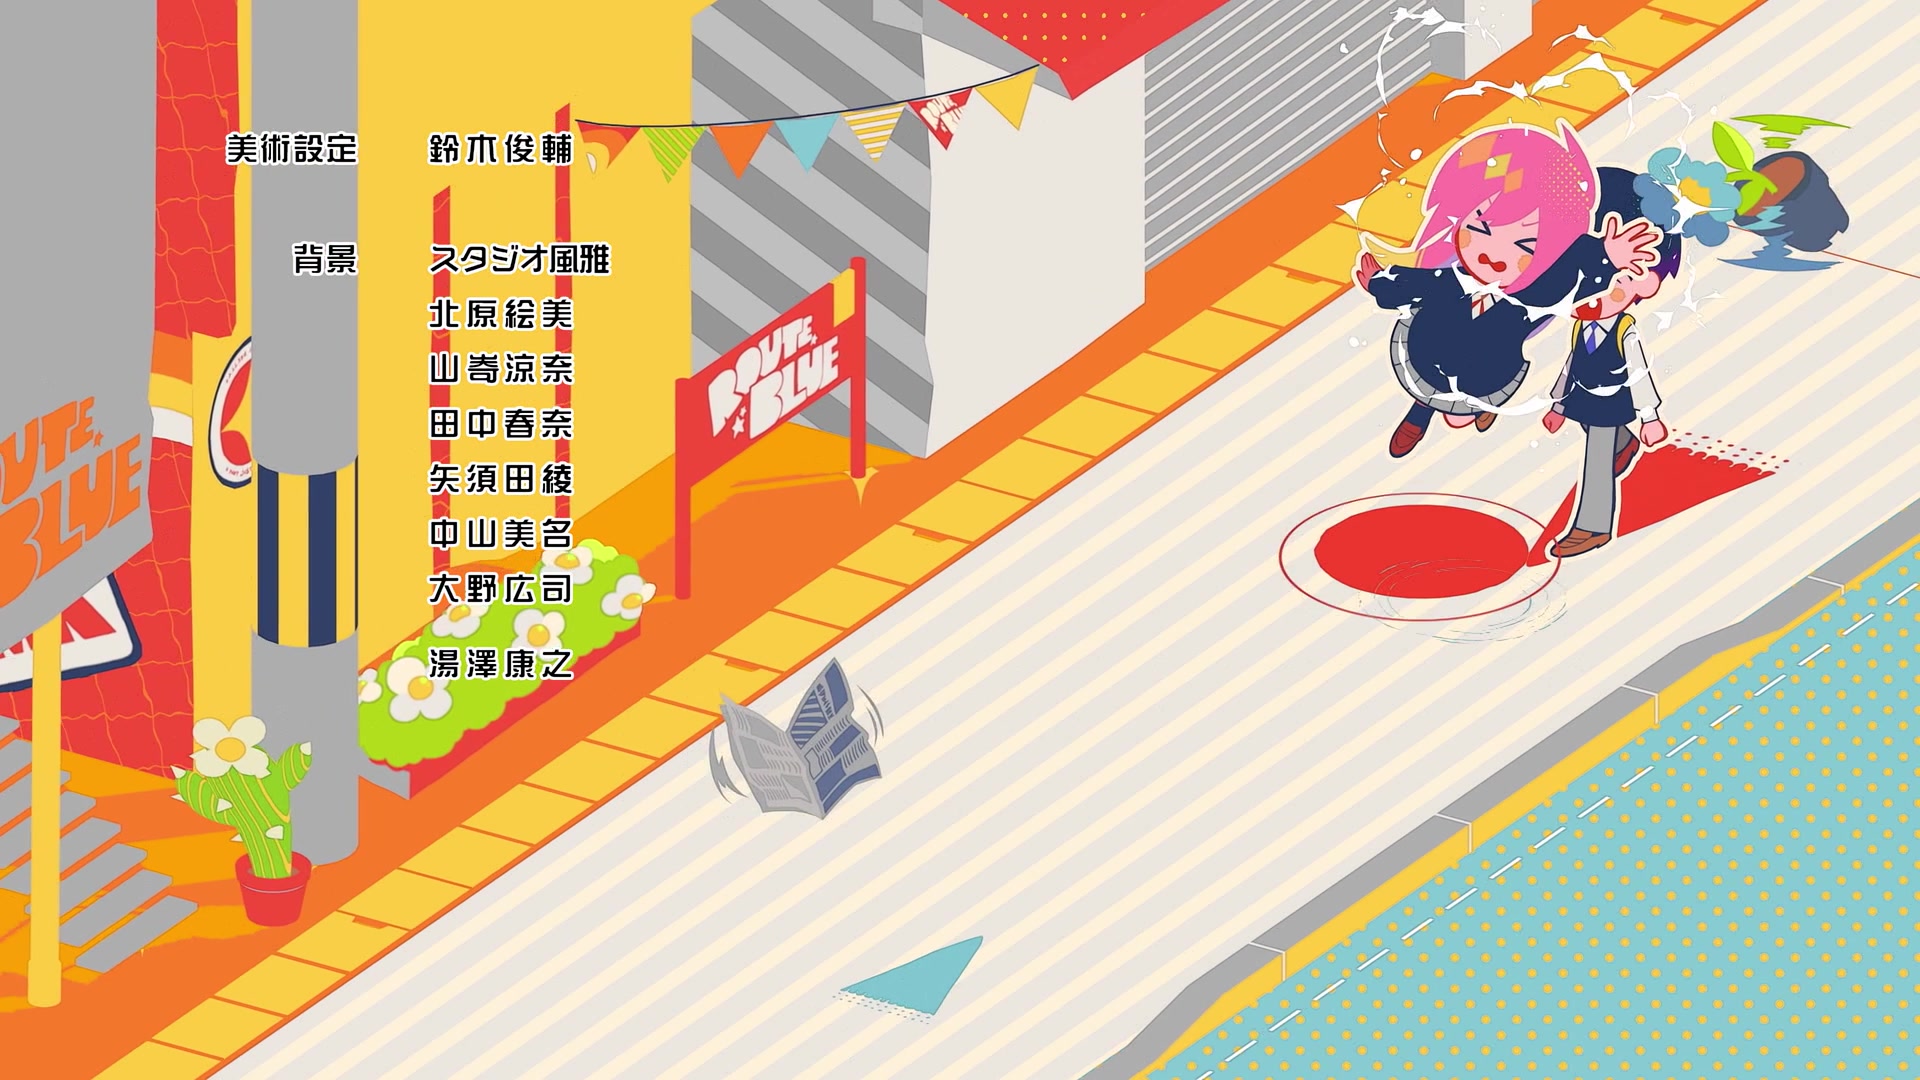 美術設定 鈴木俊輔
背景 スタジオ風雅
北原絵美
山嵜涼奈
田中春奈
矢須田綾
中山美名
大野広司
湯澤康之
ROUTE
BLUE
OUTE
BLUE